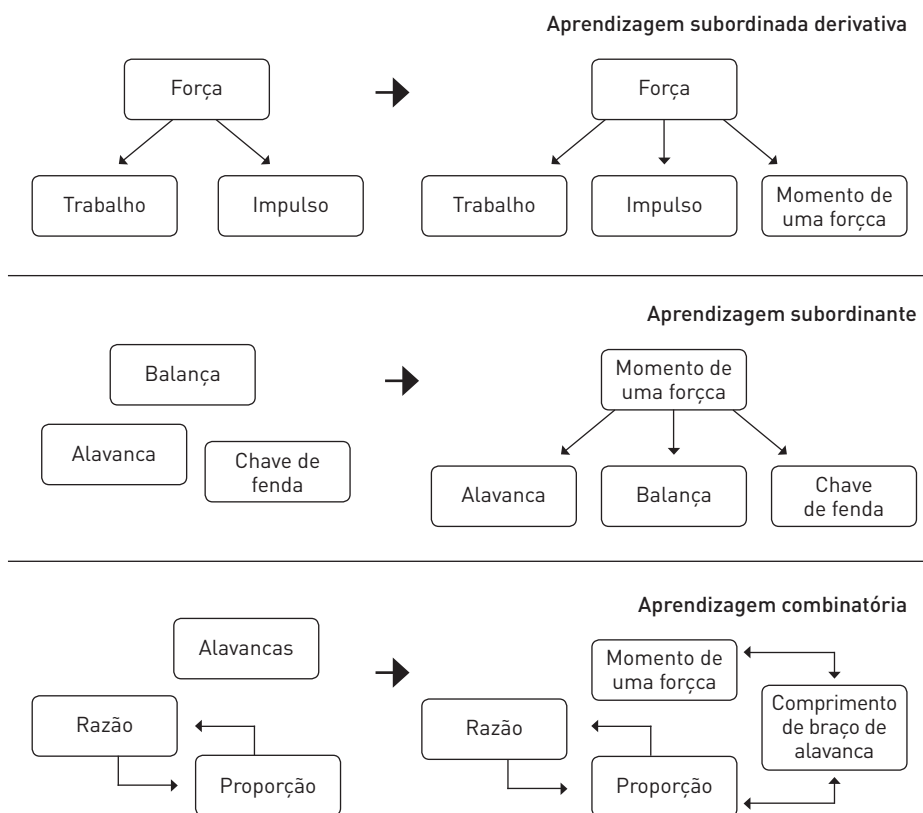 Aprendizagem subordinada derivativa
Força
Trabalho
Impulso
Força
Trabalho
Impulso
Momento de
uma forçca
Aprendizagem subordinante
Balança
Alavanca
Chave de
fenda
Momento de
uma forçca
Alavanca
Balança
Chave
de fenda
Aprendizagem combinatória
Alavancas
Razão
Proporção
Momento de
uma forçca
Razão
Proporção
Comprimento
de braço de
alavanca